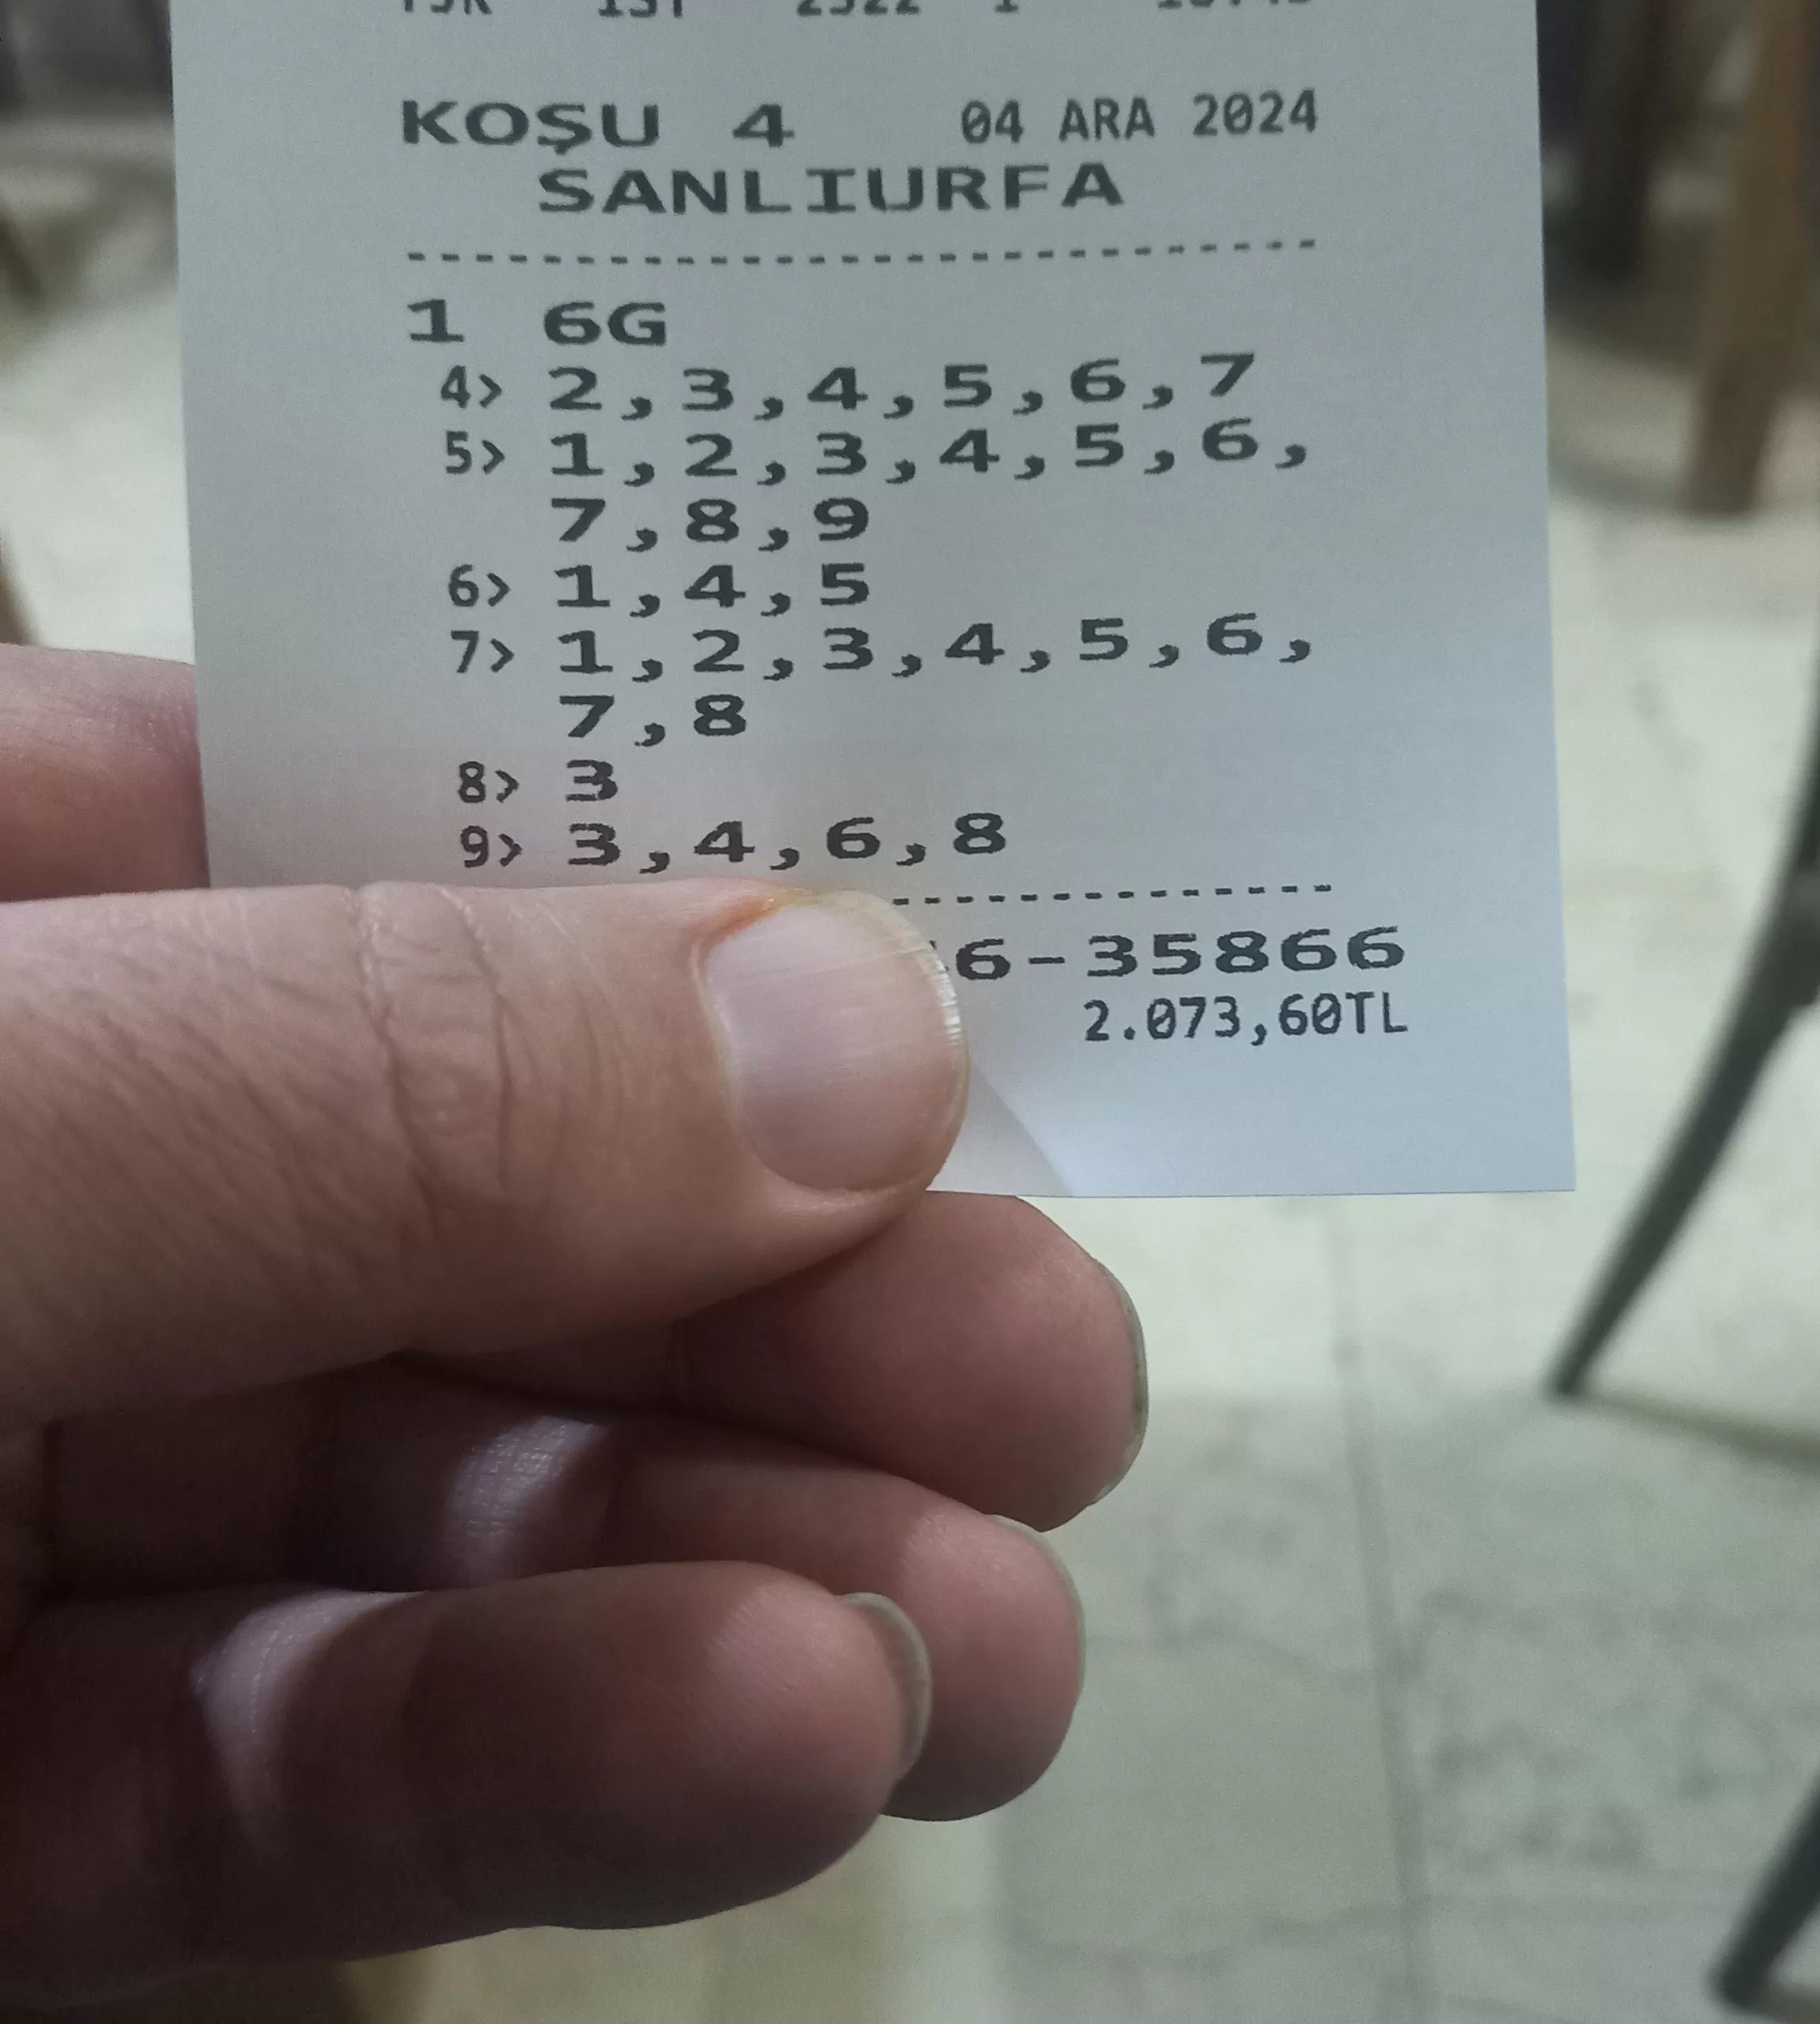 KOŞU 4 04 ARA 2024
SANLIURFA
------------------------------
1 6G
4> 2,3,4,5,6,7
5> 1,2,3,4,5,6,
7,8,9
6> 1,4,5
7> 1,2,3,4,5,6,
7,8
8> 3
9> 3,4,6,8
--------------
6-35866
2.073,60TL